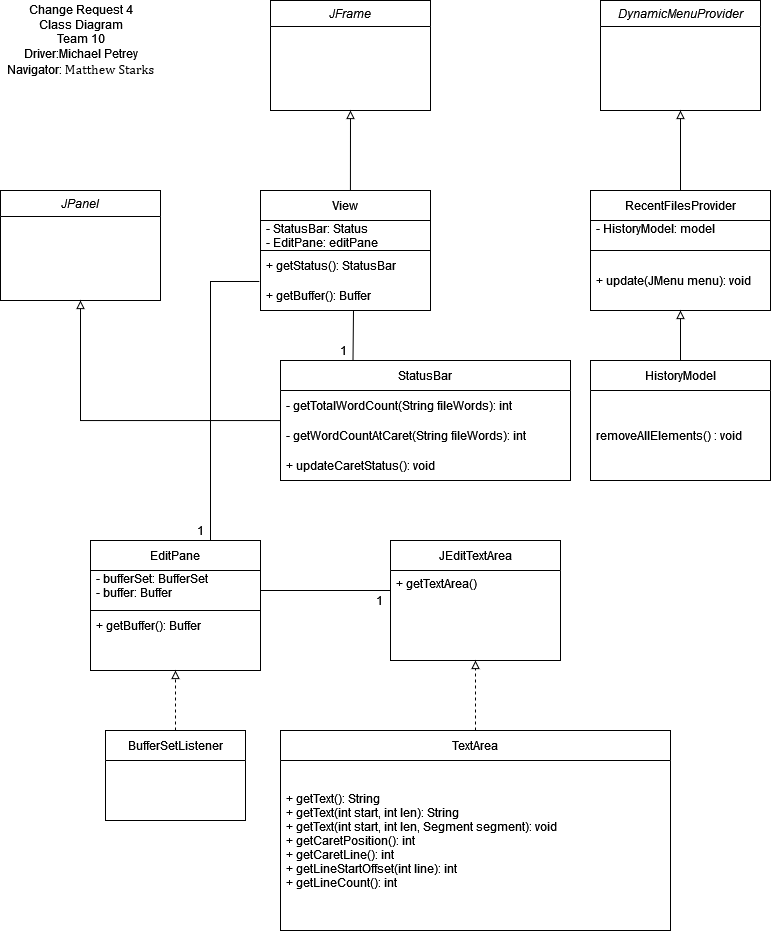 Change Request 4
Class Diagram
Team 10
Driver:Michael Petrey
Navigator: Matthew Starks
JFrame
DynamicMenuProvider
JPanel
View
- StatusBar: Status
- EditPane: editPane
+ getStatus(): StatusBar
+ getBuffer(): Buffer
RecentFilesProvider
- HistoryModel: model
+ update(JMenu menu): void
1
StatusBar
- getTotalWordCount(String fileWords): int
- getWordCountAtCaret(String fileWords): int
+ updateCaretStatus(): void
HistoryModel
removeAllElements() : void
1
EditPane
- bufferSet: BufferSet
- buffer: Buffer
+ getBuffer(): Buffer
1
JEditTextArea
+ getTextArea()
BufferSetListener
TextArea
+ getText(): String
+ getText(int start, int len): String
+ getText(int start, int len, Segment segment): void
+ getCaretPosition(): int
+ getCaretLine(): int
+ getLineStartOffset(int line): int
+ getLineCount(): int